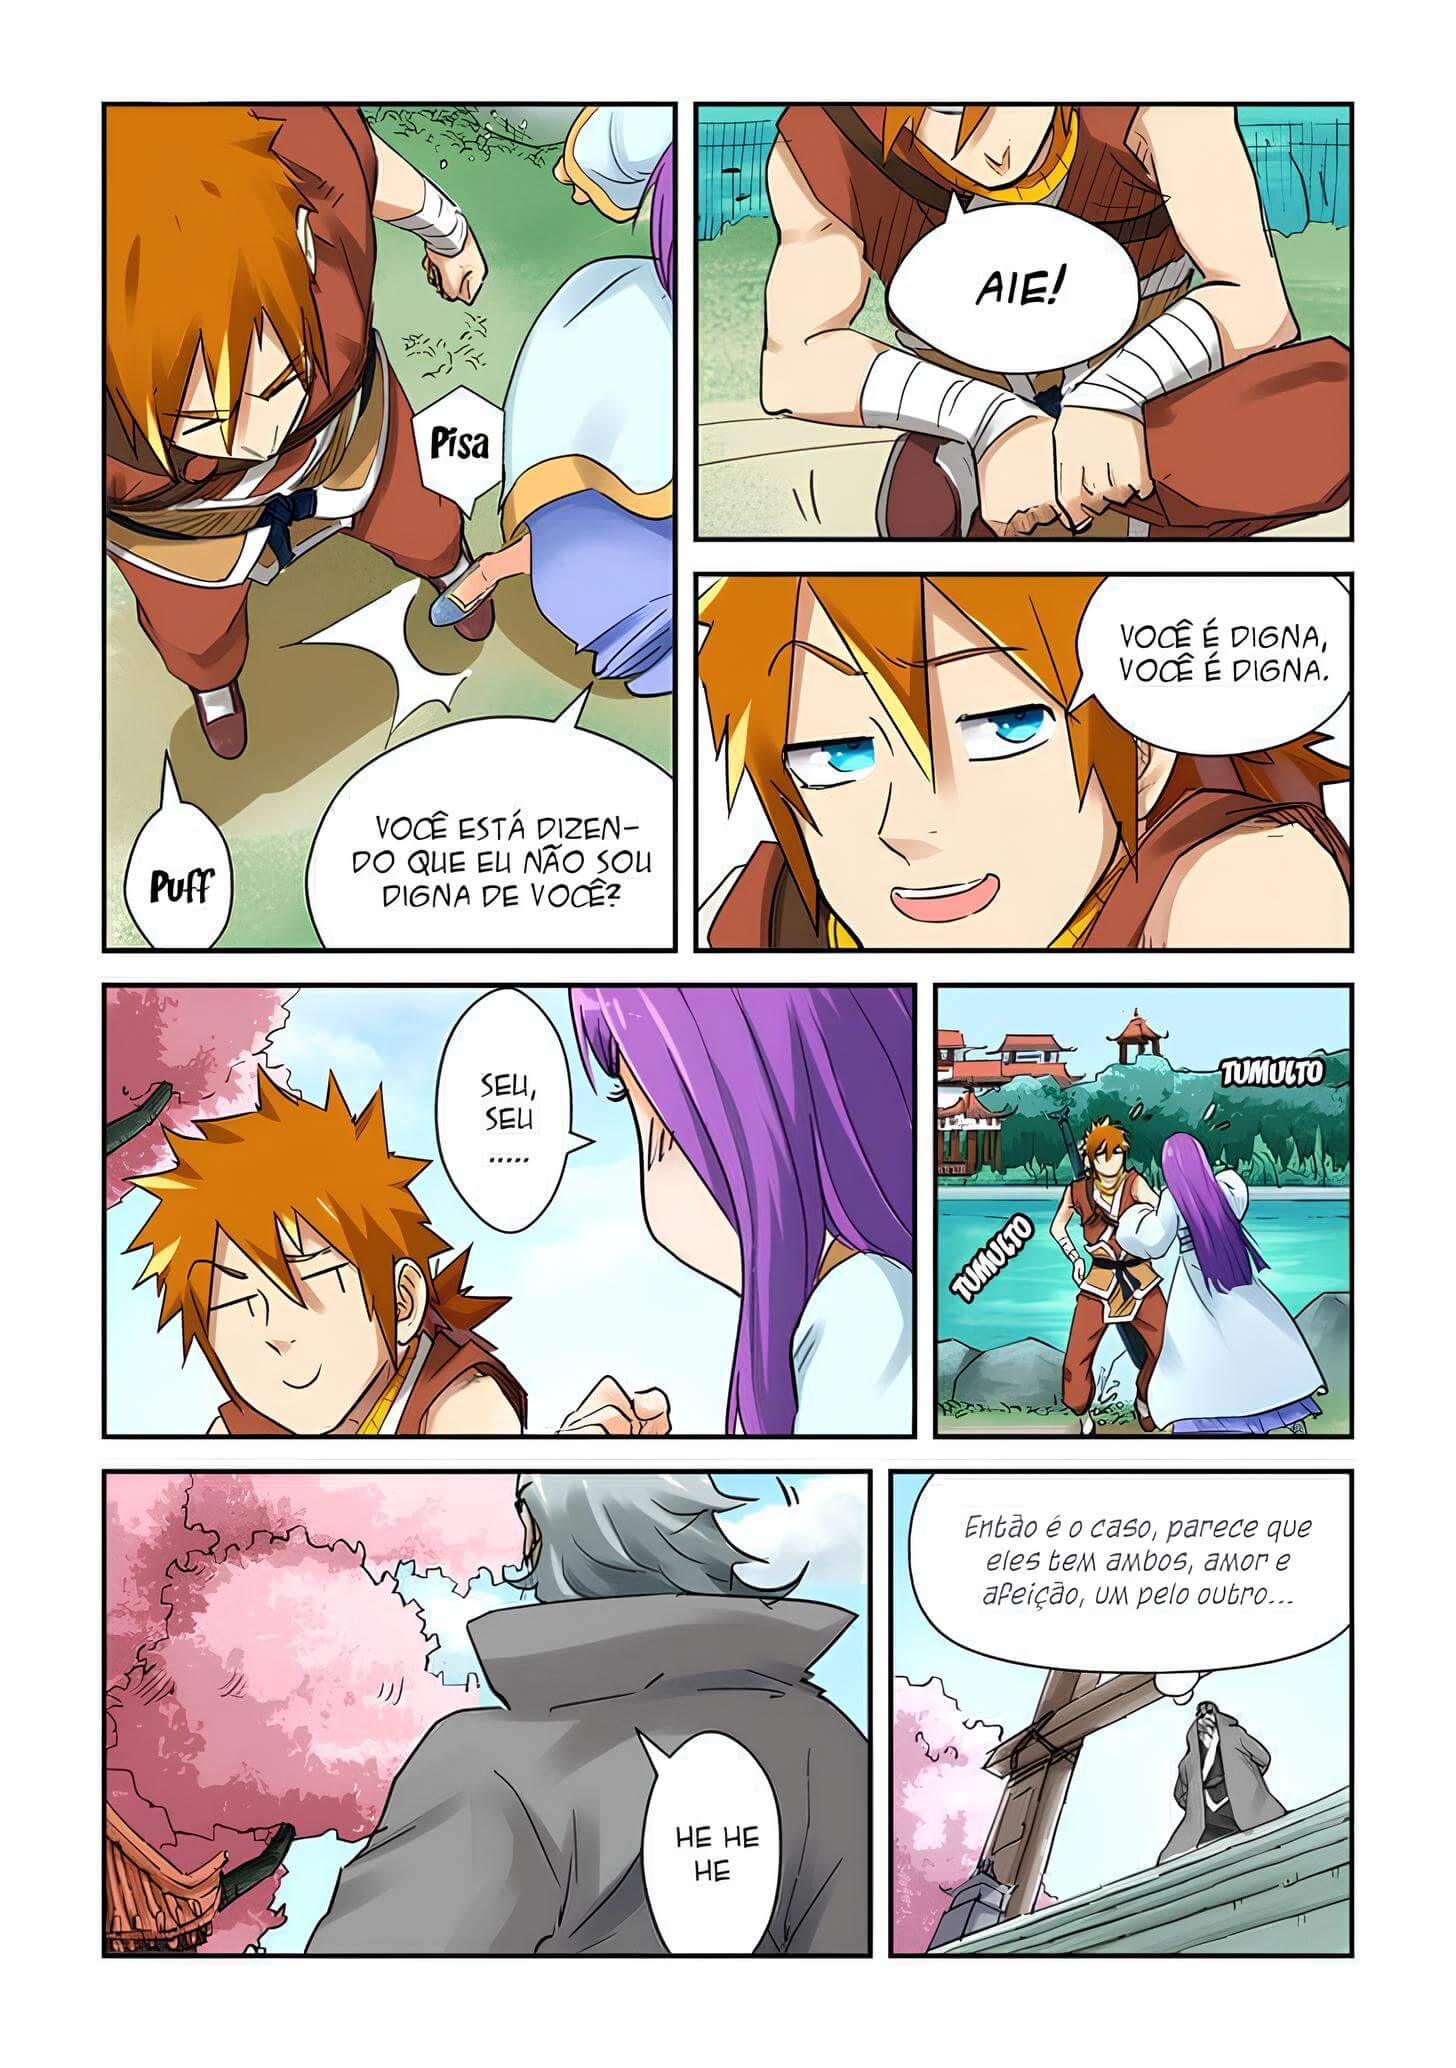 Pisa
VOCÊ ESTÁ DIZEN-
DO QUE EU NÃO SOU
DIGNA DE VOCÊ?
Puff
AIE!
VOCÊ É DIGNA,
VOCÊ É DIGNA.
SEU,
SEU
.....
TUMULTO
TUMULTO
HE HE
HE
Então é o caso, parece que
eles tem ambos, amor e
afeição, um pelo outro...